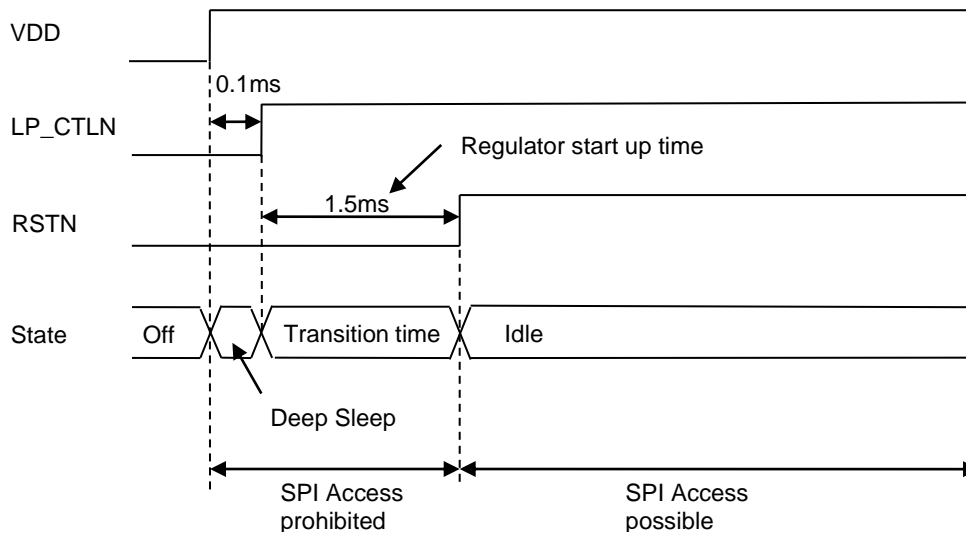 VDD
0.1ms
LP_CTLN
Regulator start up time
1.5ms
RSTN
State
Off
Transition time
Idle
Deep Sleep
SPI Access
prohibited
SPI Access
possible